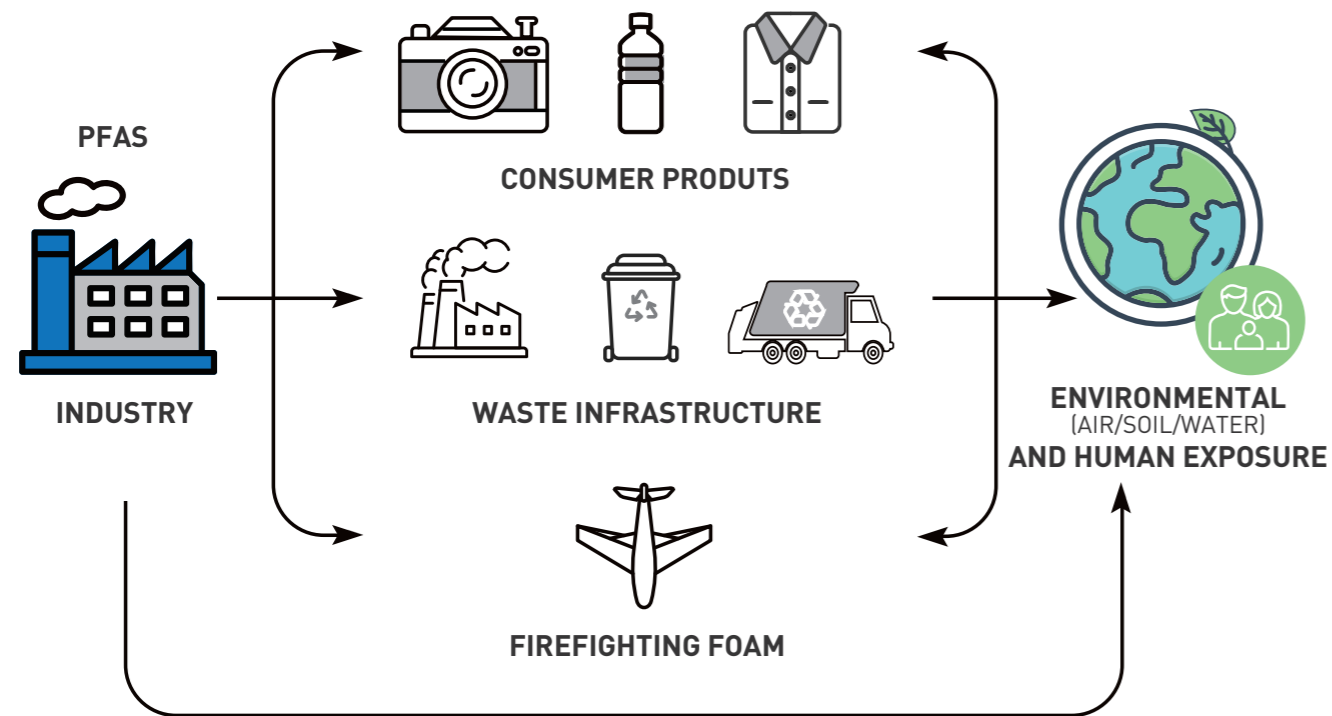 PFAS
INDUSTRY
CONSUMER PRODUTS
WASTE INFRASTRUCTURE
FIREFIGHTING FOAM
ENVIRONMENTAL
(AIR/SOIL/WATER)
AND HUMAN EXPOSURE